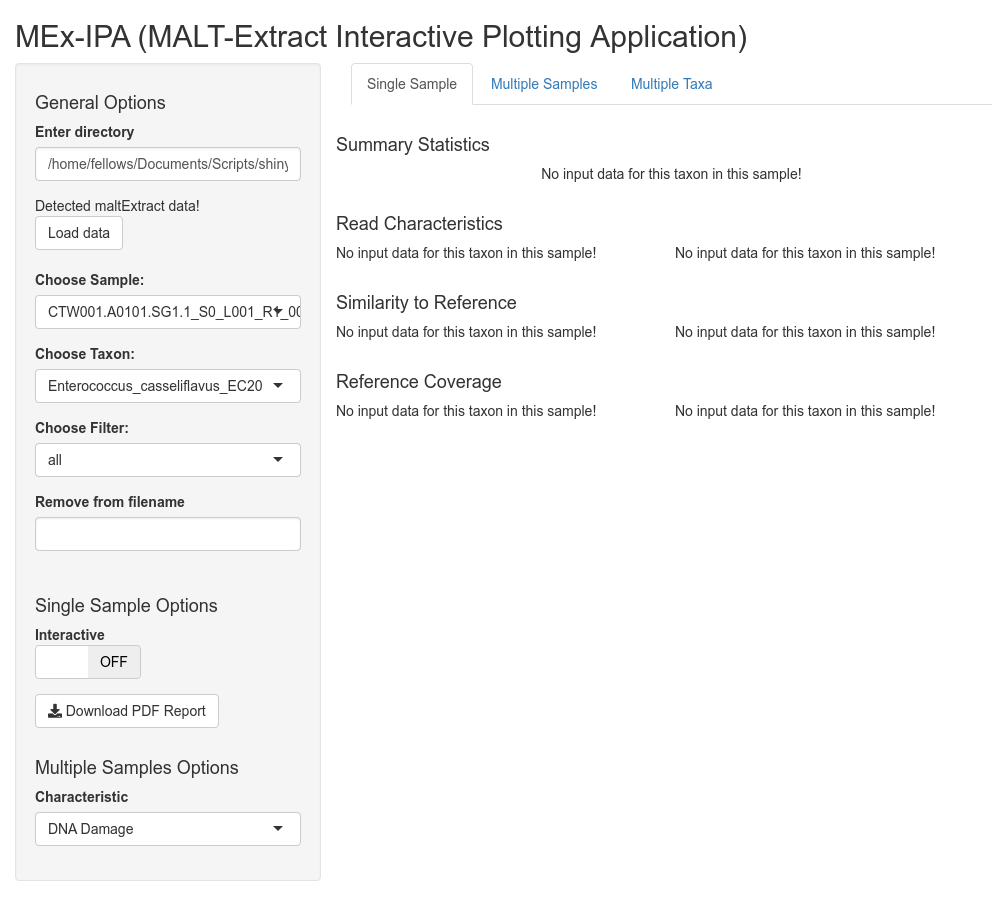 MEx-IPA (MALT-Extract Interactive Plotting Application)
General Options
Enter directory
/home/fellows/Documents/Scripts/shiny
Detected maltExtract data!
Load data
Choose Sample:
CTW001.A0101.SG1.1_S0_L001_R1_00
Choose Taxon:
Enterococcus_casseliflavus_EC20
Choose Filter:
all
Remove from filename
Single Sample Options
Interactive
OFF
Download PDF Report
Multiple Samples Options
Characteristic
DNA Damage
Single Sample Multiple Samples Multiple Taxa
Summary Statistics
No input data for this taxon in this sample!
Read Characteristics
No input data for this taxon in this sample! No input data for this taxon in this sample!
Similarity to Reference
No input data for this taxon in this sample! No input data for this taxon in this sample!
Reference Coverage
No input data for this taxon in this sample! No input data for this taxon in this sample!